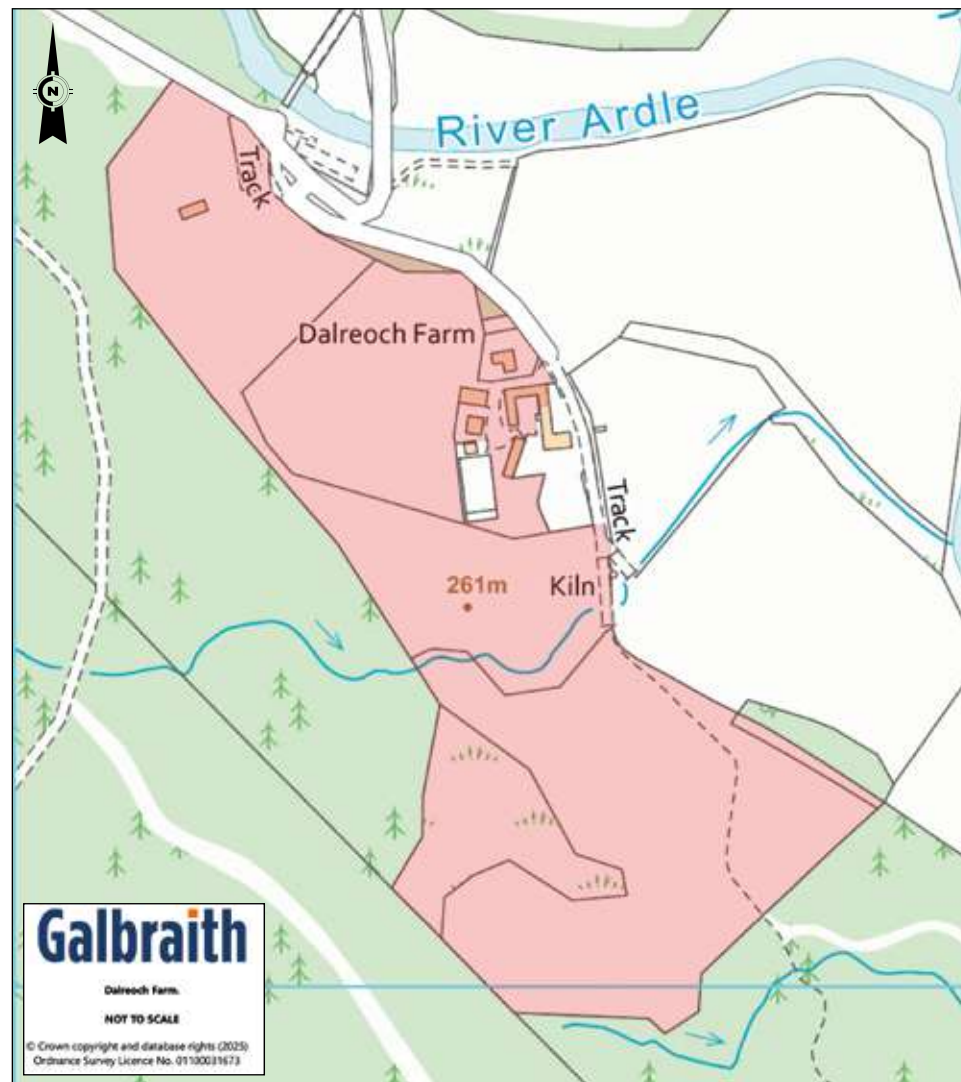 N
River Ardle
Track
Dalreoch Farm
Track
261m
Kiln
Galbraith
Dalreoch Farm.
NOT TO SCALE
© Crown copyright and database rights (2025)
Ordnance Survey Licence No. 01100031673